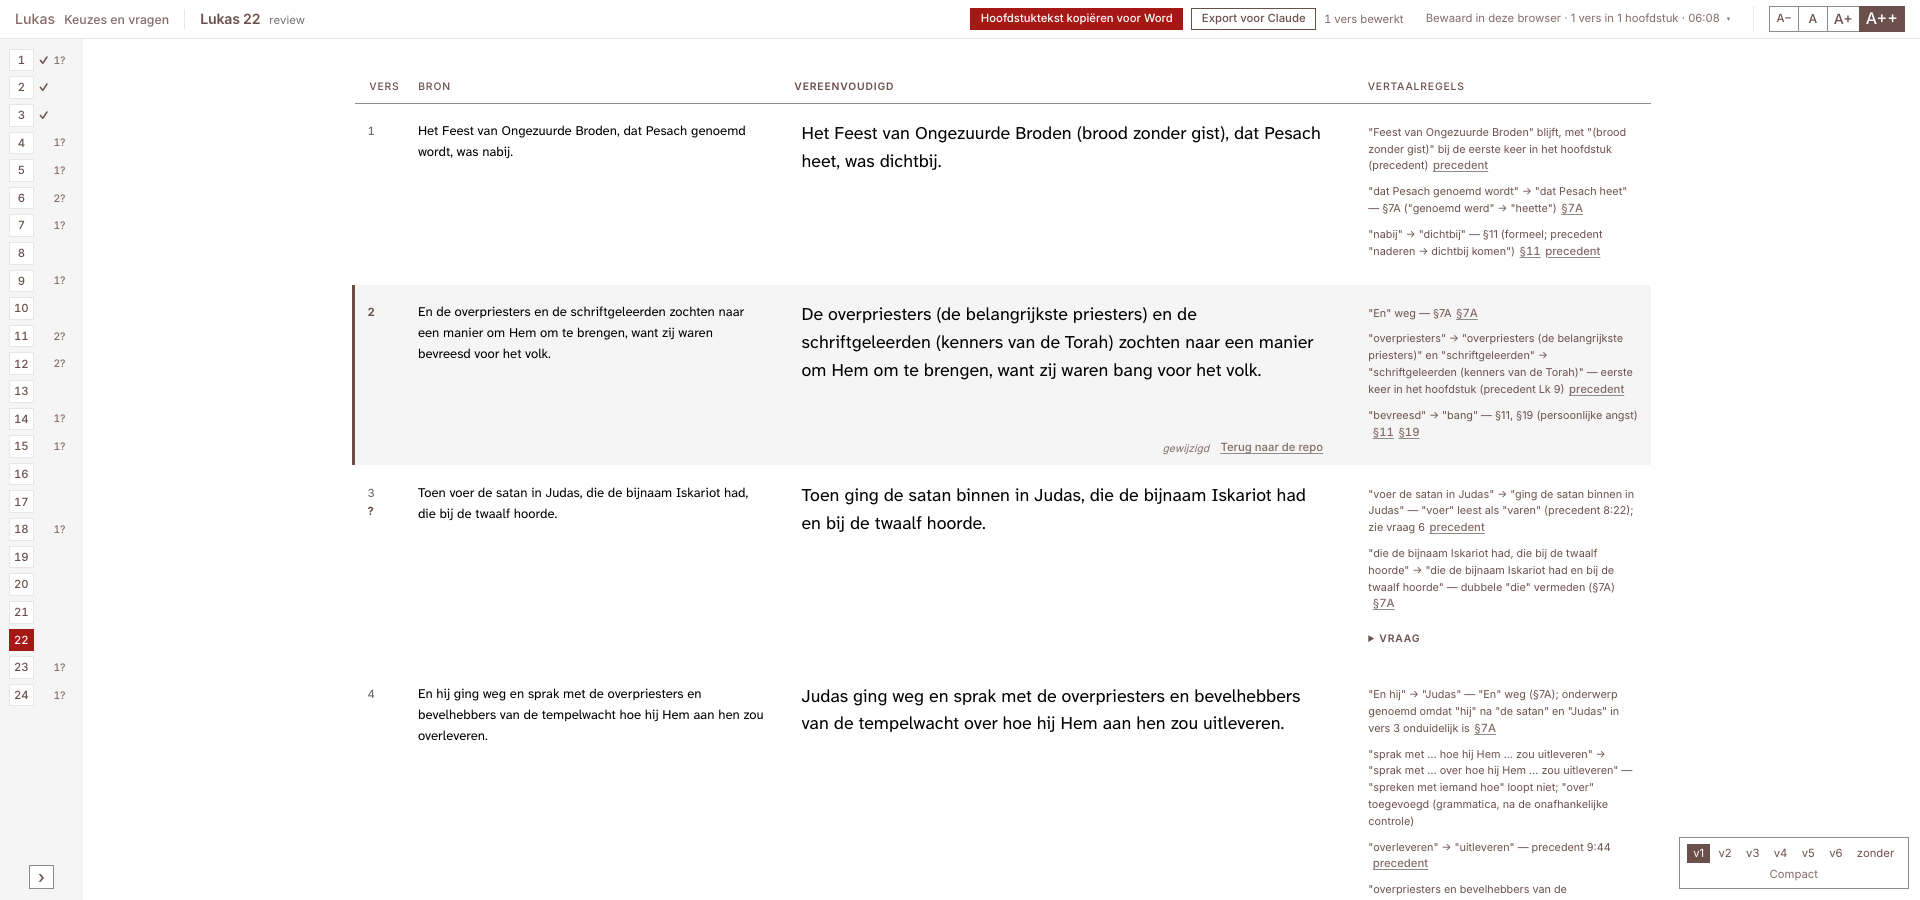 Lukas Keuzes en vragen Lukas 22 review Hoofdstuktekst kopiëren voor Word Export voor Claude 1 vers bewerkt Bewaard in deze browser · 1 vers in 1 hoofdstuk · 06:08 A− A A+ A++
1 ✓ 1?
2 ✓
3 ✓
4 1?
5 1?
6 2?
7 1?
8
9 1?
10
11 2?
12 2?
13
14 1?
15 1?
16
17
18 1?
19
20
21
22
23 1?
24 1?
VERS BRON VEREENVOUDIGD VERTAALREGELS
1
Het Feest van Ongezuurde Broden, dat Pesach genoemd
wordt, was nabij.
Het Feest van Ongezuurde Broden (brood zonder gist), dat Pesach
heet, was dichtbij.
"Feest van Ongezuurde Broden" blijft, met "(brood
zonder gist)" bij de eerste keer in het hoofdstuk
(precedent) precedent
"dat Pesach genoemd wordt" → "dat Pesach heet"
— §7A ("genoemd werd" → "heette") §7A
"nabij" → "dichtbij" — §11 (formeel; precedent
"naderen → dichtbij komen") §11 precedent
2
En de overpriesters en de schriftgeleerden zochten naar
een manier om Hem om te brengen, want zij waren
bevreesd voor het volk.
De overpriesters (de belangrijkste priesters) en de
schriftgeleerden (kenners van de Torah) zochten naar een manier
om Hem om te brengen, want zij waren bang voor het volk.
gewijzigd Terug naar de repo
"En" weg — §7A §7A
"overpriesters" → "overpriesters (de belangrijkste
priesters)" en "schriftgeleerden" →
"schriftgeleerden (kenners van de Torah)" — eerste
keer in het hoofdstuk (precedent Lk 9) precedent
"bevreesd" → "bang" — §11, §19 (persoonlijke angst)
§11 §19
3
?
Toen voer de satan in Judas, die de bijnaam Iskariot had,
die bij de twaalf hoorde.
Toen ging de satan binnen in Judas, die de bijnaam Iskariot had
en bij de twaalf hoorde.
"voer de satan in Judas" → "ging de satan binnen in
Judas" — "voer" leest als "varen" (precedent 8:22);
zie vraag 6 precedent
"die de bijnaam Iskariot had, die bij de twaalf
hoorde" → "die de bijnaam Iskariot had en bij de
twaalf hoorde" — dubbele "die" vermeden (§7A)
§7A
▶ VRAAG
4
En hij ging weg en sprak met de overpriesters en
bevelhebbers van de tempelwacht hoe hij Hem aan hen zou
overleveren.
Judas ging weg en sprak met de overpriesters en bevelhebbers
van de tempelwacht over hoe hij Hem aan hen zou uitleveren.
"En hij" → "Judas" — "En" weg (§7A); onderwerp
genoemd omdat "hij" na "de satan" en "Judas" in
vers 3 onduidelijk is §7A
"sprak met ... hoe hij Hem ... zou uitleveren" →
"sprak met ... over hoe hij Hem ... zou uitleveren" —
"spreken met iemand hoe" loopt niet; "over"
toegevoegd (grammatica, na de onafhankelijke
controle)
"overleveren" → "uitleveren" — precedent 9:44
precedent
"overpriesters en bevelhebbers van de
›
v1 v2 v3 v4 v5 v6 zonder
Compact